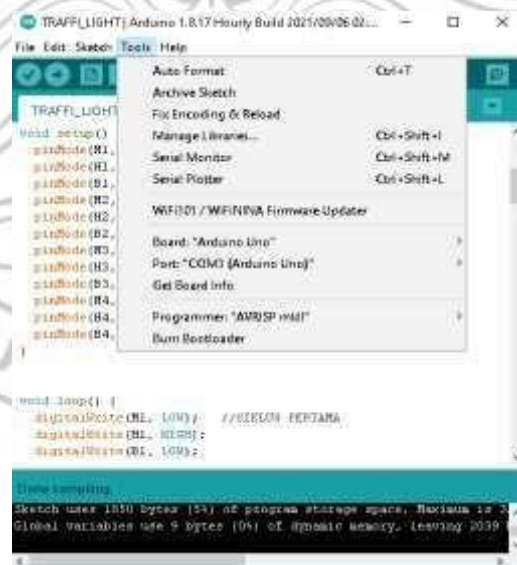 TRAFFI_LIGHT | Arduino 1.8.17 Hourly Build 2021/09/06 02:...
File Edit Sketch Tools Help
Auto Format Ctrl+T
Archive Sketch
TRAFFI_LIGHT
Fix Encoding & Reload
void setup()
Manage Libraries... Ctrl+Shift+I
pinMode(M1,
Serial Monitor Ctrl+Shift+M
pinMode(H1,
Serial Plotter Ctrl+Shift+L
pinMode(B1,
pinMode(M2,
WiFi101 / WiFiNINA Firmware Updater
pinMode(H2,
pinMode(B2,
Board: "Arduino Uno"
pinMode(M3,
Port: "COM3 (Arduino Uno)"
pinMode(H3,
Get Board Info
pinMode(B3,
pinMode(M4,
Programmer: "AVRISP mkII"
pinMode(H4,
Burn Bootloader
pinMode(B4,
}
void loop() {
digitalWrite(M1, LOW); //SIKLUS PERTAMA
digitalWrite(H1, HIGH);
digitalWrite(B1, LOW);
Done compiling.
Sketch uses 1850 bytes (5%) of program storage space. Maximum is 3
Global variables use 9 bytes (0%) of dynamic memory, leaving 2039